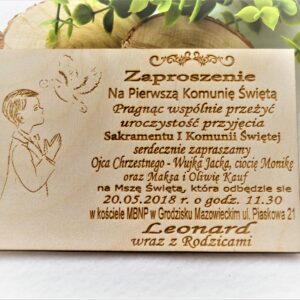 Zaproszenie
Na Pierwszą Komunię Świętą
Pragnąc wspólnie przeżyć
uroczystość przyjęcia
Sakramentu I Komunii Świętej
serdecznie zapraszamy
Ojca Chrzestnego - Wujka Jacka, ciocię Monikę
oraz Maksa i Oliwię Kauf
na Mszę Świętą, która odbędzie się
20.05.2018 r. o godz. 11.30
w kościele MBNP w Grodzisku Mazowieckim ul. Piaskowa 21
Leonard
wraz z Rodzicami